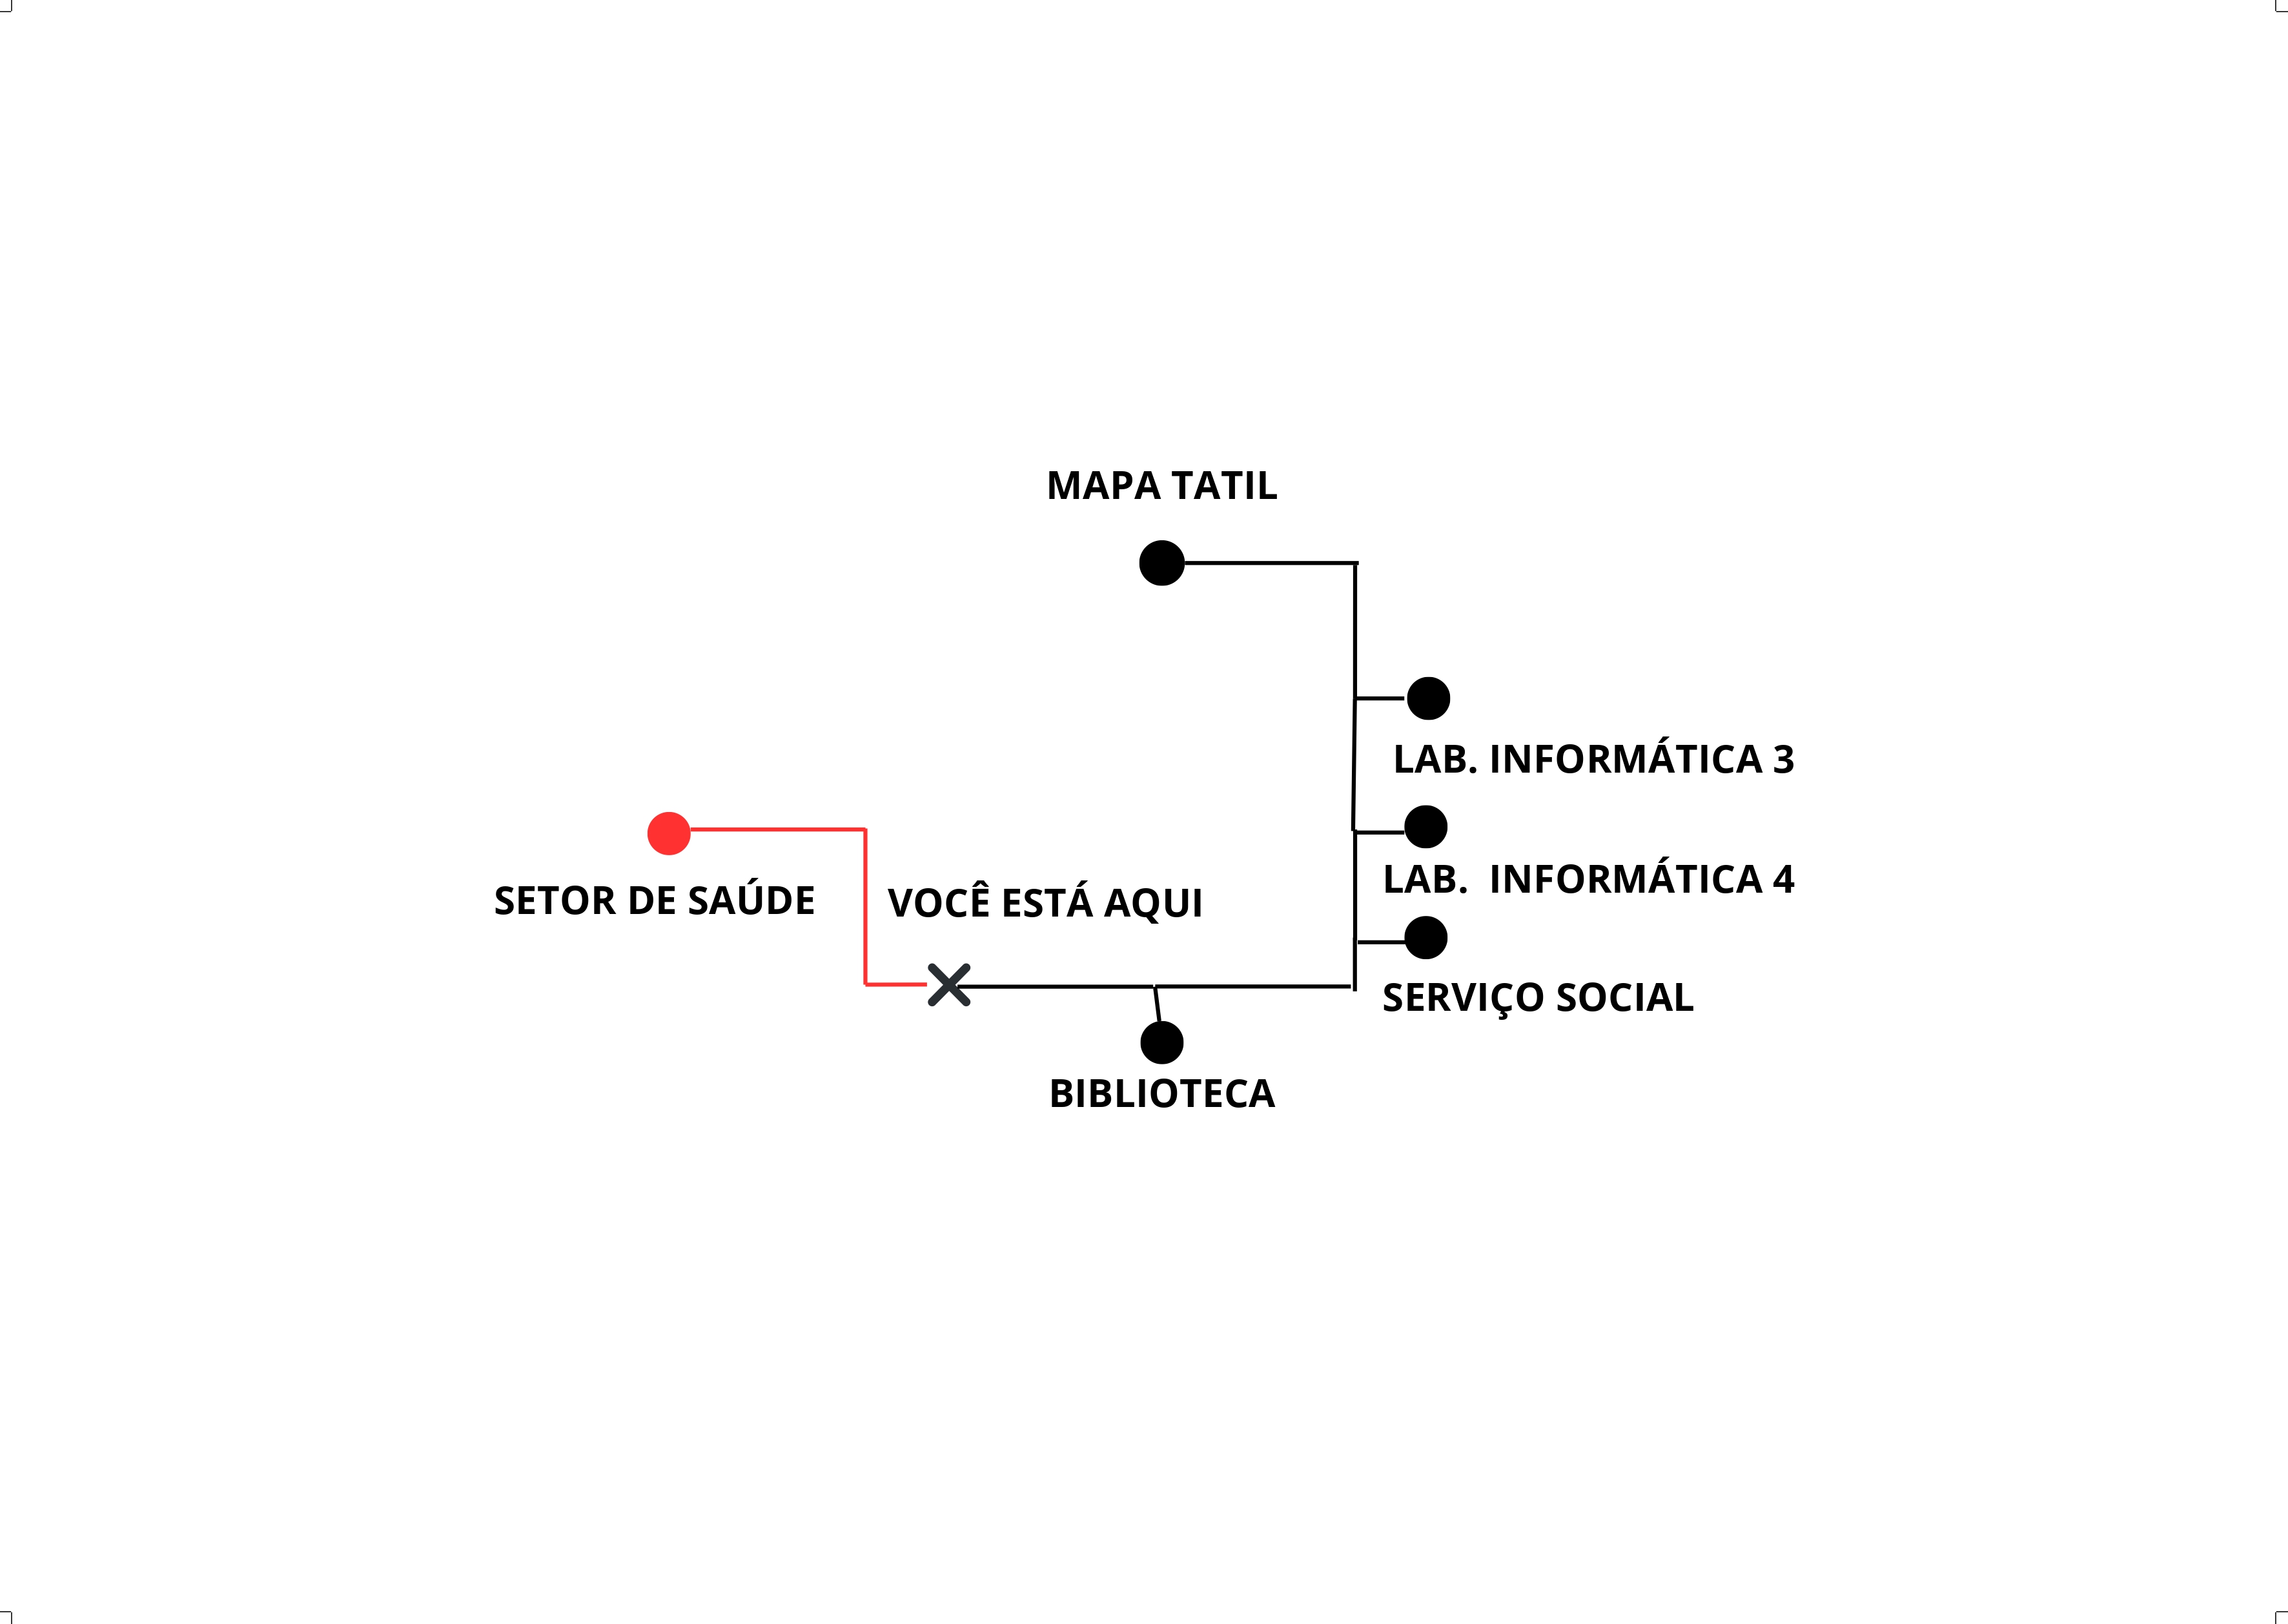 MAPA TATIL
LAB. INFORMÁTICA 3
LAB. INFORMÁTICA 4
SETOR DE SAÚDE
VOCÊ ESTÁ AQUI
SERVIÇO SOCIAL
BIBLIOTECA